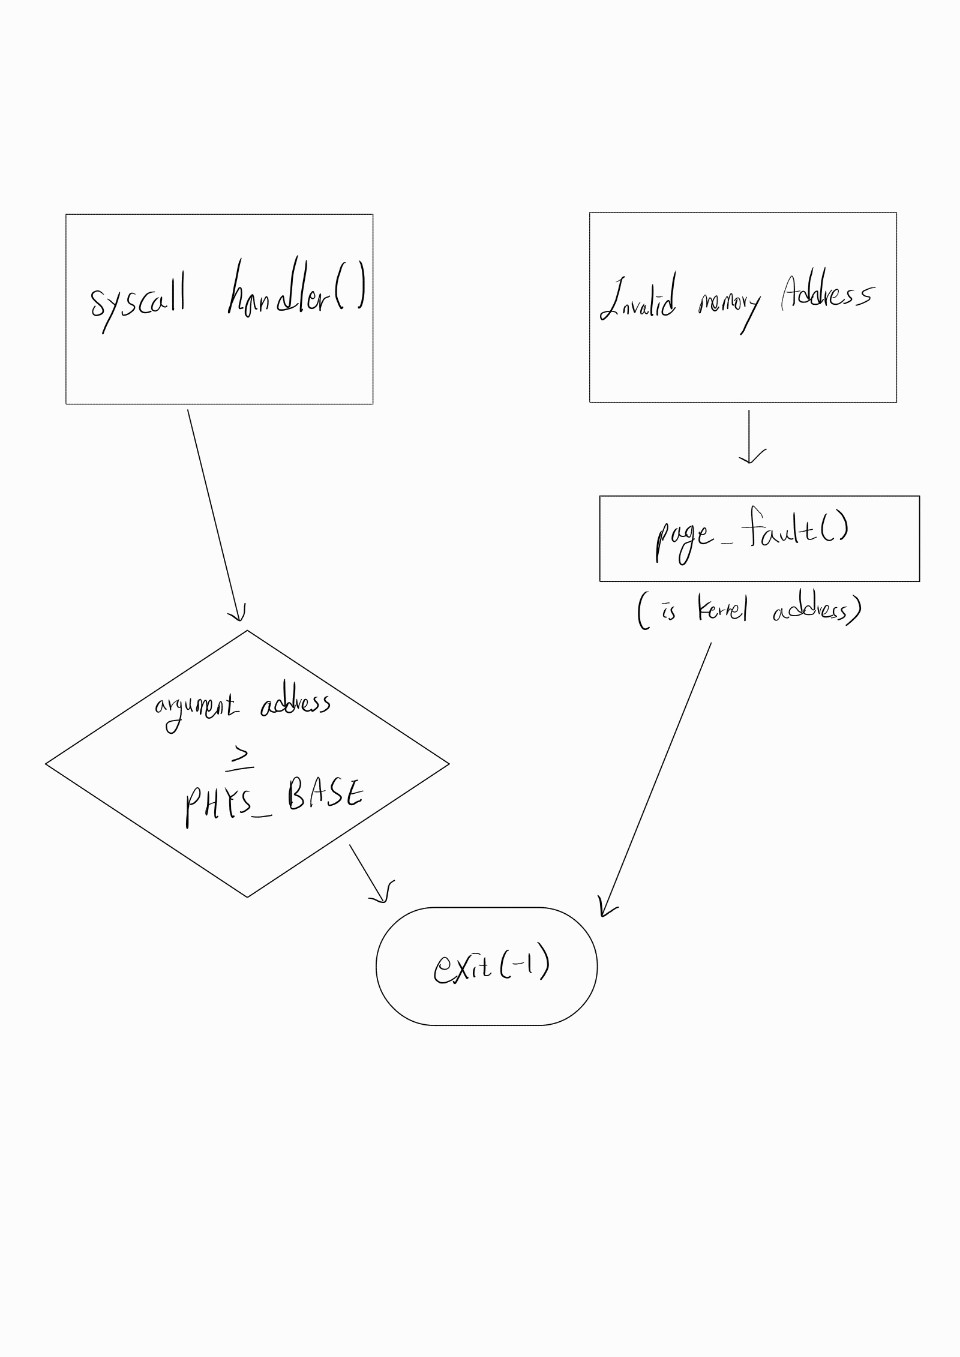 syscall handler()
Invalid memory Address
page_fault()
(is kernel address)
argument address
≥
PHYS_BASE
exit(-1)